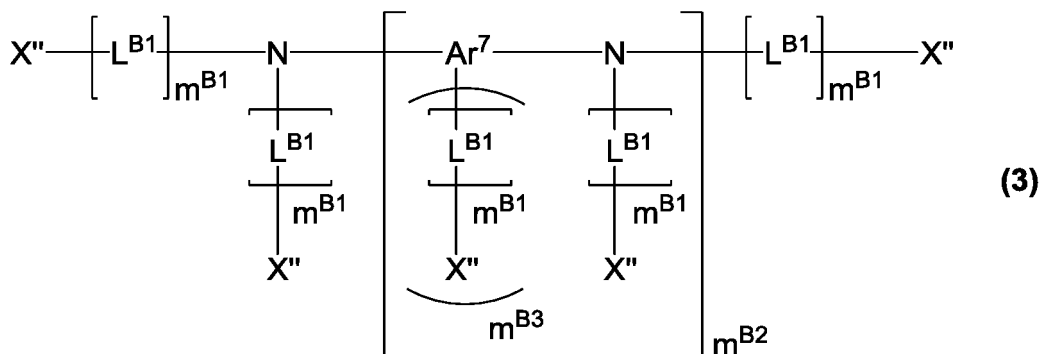 X" L^B1 m^B1 N Ar^7 N L^B1 m^B1 X"
L^B1 L^B1 L^B1
m^B1 m^B1 m^B1 (3)
X" X" X"
m^B3 m^B2